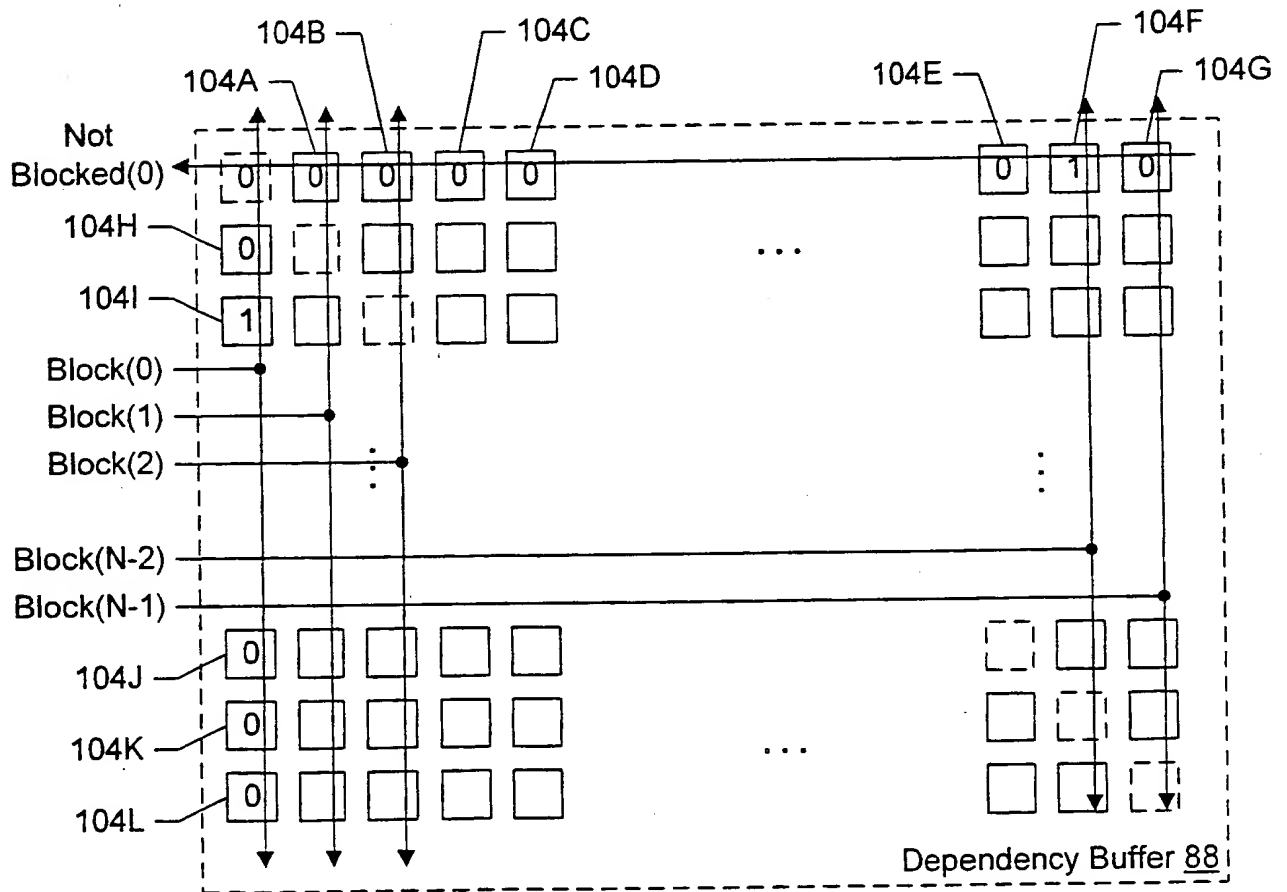 104B
104C
104F
104A
104D
104E
104G
Not
Blocked(0)
0 0 0 0 0 0 1 0
104H
0
...
104I
1
Block(0)
Block(1)
Block(2)
Block(N-2)
Block(N-1)
104J
0
104K
0
...
104L
0
Dependency Buffer 88